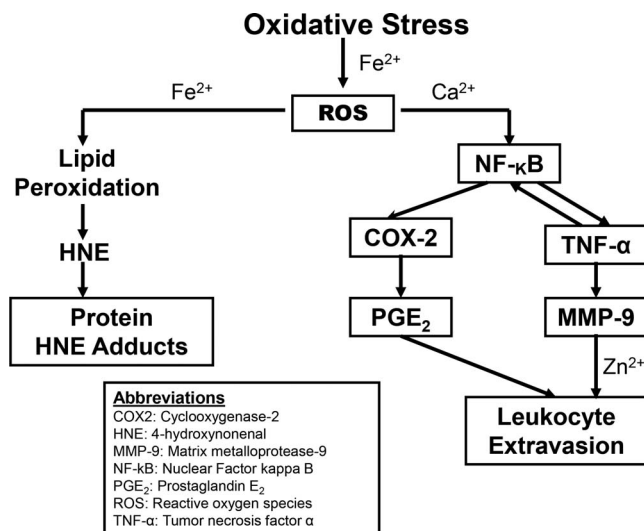 Oxidative Stress
Fe²⁺
Fe²⁺
ROS
Ca²⁺
Lipid
Peroxidation
NF-κB
HNE
COX-2
TNF-α
Protein
HNE Adducts
PGE₂
MMP-9
Zn²⁺
Leukocyte
Extravasion
Abbreviations
COX2: Cyclooxygenase-2
HNE: 4-hydroxynonenal
MMP-9: Matrix metalloprotease-9
NF-kB: Nuclear Factor kappa B
PGE₂: Prostaglandin E₂
ROS: Reactive oxygen species
TNF-α: Tumor necrosis factor α